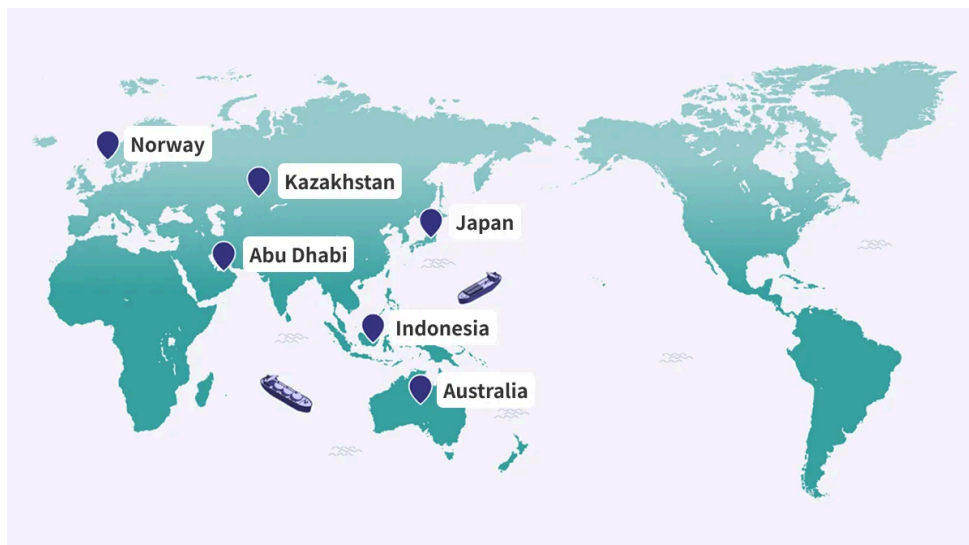 Norway
Kazakhstan
Japan
Abu Dhabi
Indonesia
Australia